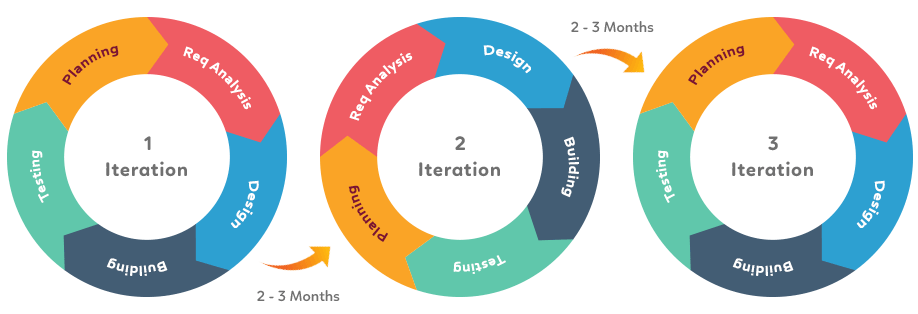 Planning
Req Analysis
Design
Building
Testing
1
Iteration
2 - 3 Months
Planning
Req Analysis
Design
Building
Testing
2
Iteration
2 - 3 Months
Planning
Req Analysis
Design
Building
Testing
3
Iteration